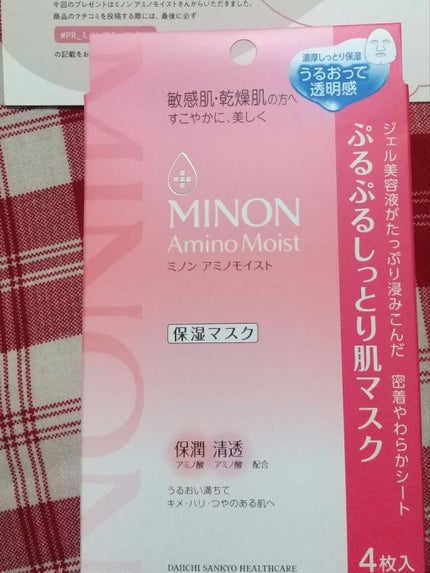 今回のプレゼントはミノン アミノモイストさんからいただきました。
商品のクチコミを投稿する際には、最後に必ず
#PR_ミ
の記載をお
濃厚しっとり保湿
うるおって
透明感
敏感肌・乾燥肌の方へ
すこやかに、美しく
MINON
Amino Moist
ミノン アミノモイスト
保湿マスク
保潤 清透
アミノ酸 アミノ酸 配合
うるおい満ちて
キメ・ハリ・つやのある肌へ
DAIICHI SANKYO HEALTHCARE
ジェル美容液がたっぷり浸みこんだ 密着やわらかシート
ぷるぷるしっとり肌マスク
4枚入
MINON